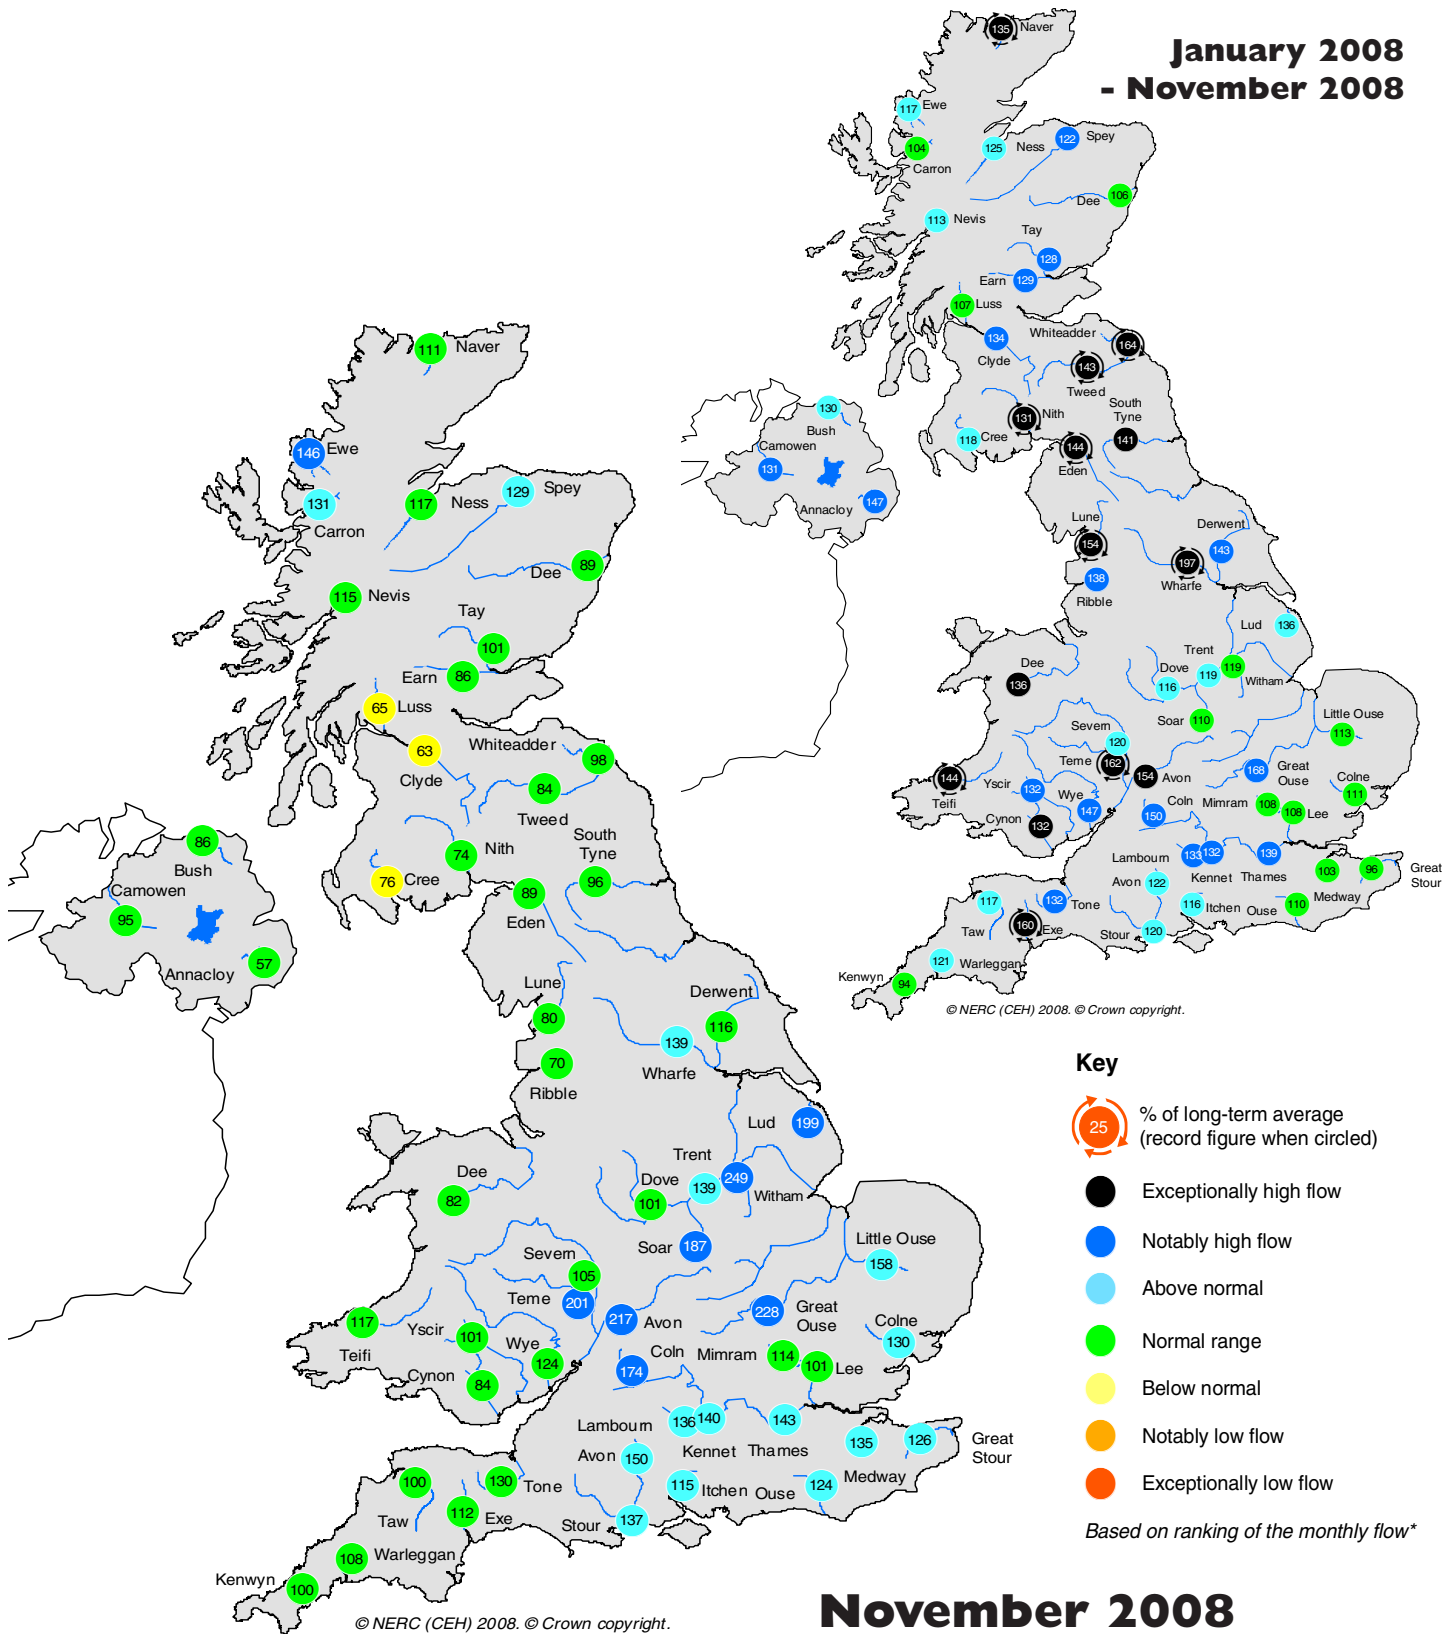 January 2008
- November 2008
135 Naver
117 Ewe
104
Carron
125 Ness
122 Spey
Dee 106
113 Nevis
Tay
128
Earn 129
107 Luss
134
Clyde
Whiteadder
164
143
Tweed
South
Tyne
141
131 Nith
118 Cree
144
Eden
130
Bush
Camowen
131
Annacloy 147
Lune
154
Derwent
143
197
Wharfe
138
Ribble
Lud 136
Trent
119
119
Witham
Dove
116
Dee
136
Soar 110
Little Ouse
113
Severn
120
Teme 162
154 Avon
168 Great
Ouse
Colne
111
144
Teifi
Yscir
132
Wye
147
Coln
150
Mimram 108
108 Lee
Cynon
132
Lambourn
133 132
Kennet
139
Thames
103
Medway
96 Great
Stour
Avon 122
116 Itchen
Ouse 110
117
Taw
132
Tone
160
Exe
Stour 120
121
Warleggan
Kenwyn
94
© NERC (CEH) 2008. © Crown copyright.
111 Naver
146 Ewe
131
Carron
117 Ness
129 Spey
Dee 89
115 Nevis
Tay
101
Earn 86
65 Luss
63
Clyde
Whiteadder
98
84
Tweed
South
Tyne
96
74 Nith
76 Cree
89
Eden
86
Bush
Camowen
95
Annacloy 57
Lune
80
Derwent
116
139
Wharfe
70
Ribble
Lud 199
Trent
139
249
Witham
Dove
101
Dee
82
Soar 187
Little Ouse
158
Severn
105
Teme 201
217 Avon
228 Great
Ouse
Colne
130
117
Teifi
Yscir
101
Wye
124
Coln
174
Mimram 114
101 Lee
Cynon
84
Lambourn
136 140
Kennet
143
Thames
135
Medway
126
Great
Stour
Avon 150
115 Itchen
Ouse 124
100
Taw
130
Tone
112
Exe
Stour 137
108
Warleggan
Kenwyn
100
© NERC (CEH) 2008. © Crown copyright.
Key
25
% of long-term average
(record figure when circled)
Exceptionally high flow
Notably high flow
Above normal
Normal range
Below normal
Notably low flow
Exceptionally low flow
Based on ranking of the monthly flow*
November 2008